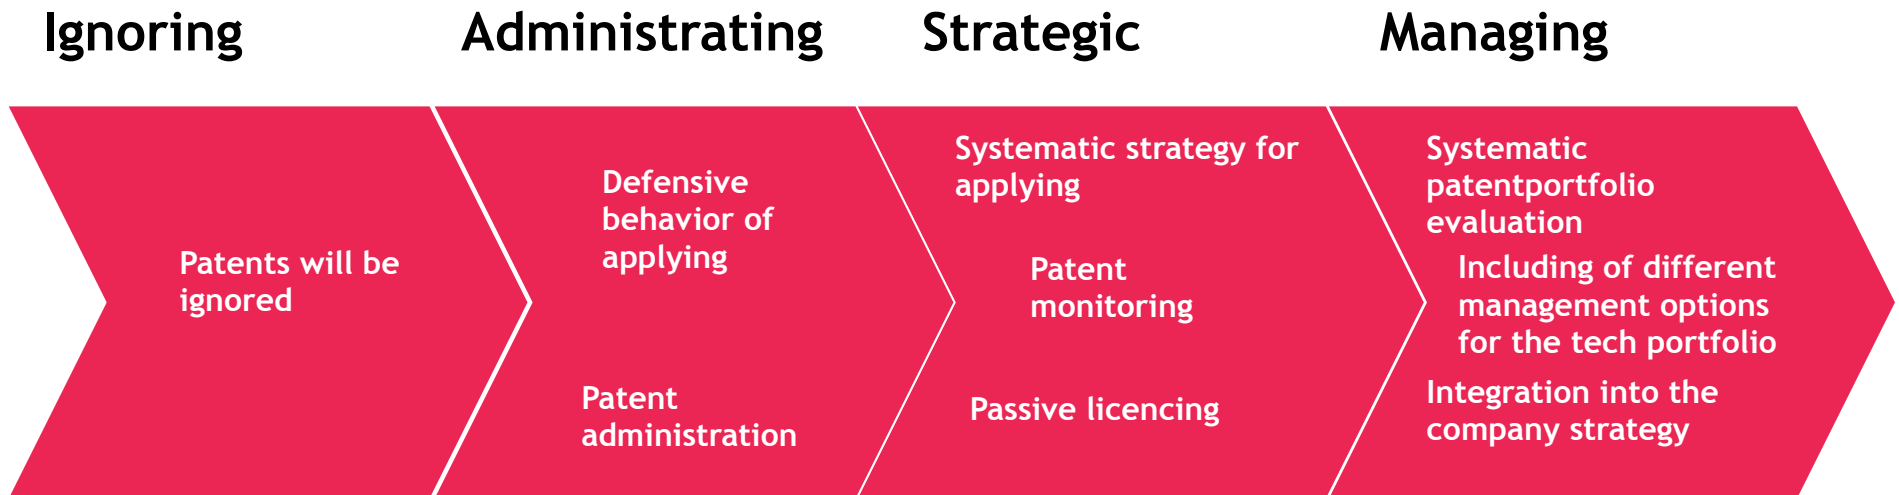 Ignoring
Administrating
Strategic
Managing
Patents will be
ignored
Defensive
behavior of
applying
Patent
administration
Systematic strategy for
applying
Patent
monitoring
Passive licencing
Systematic
patentportfolio
evaluation
Including of different
management options
for the tech portfolio
Integration into the
company strategy